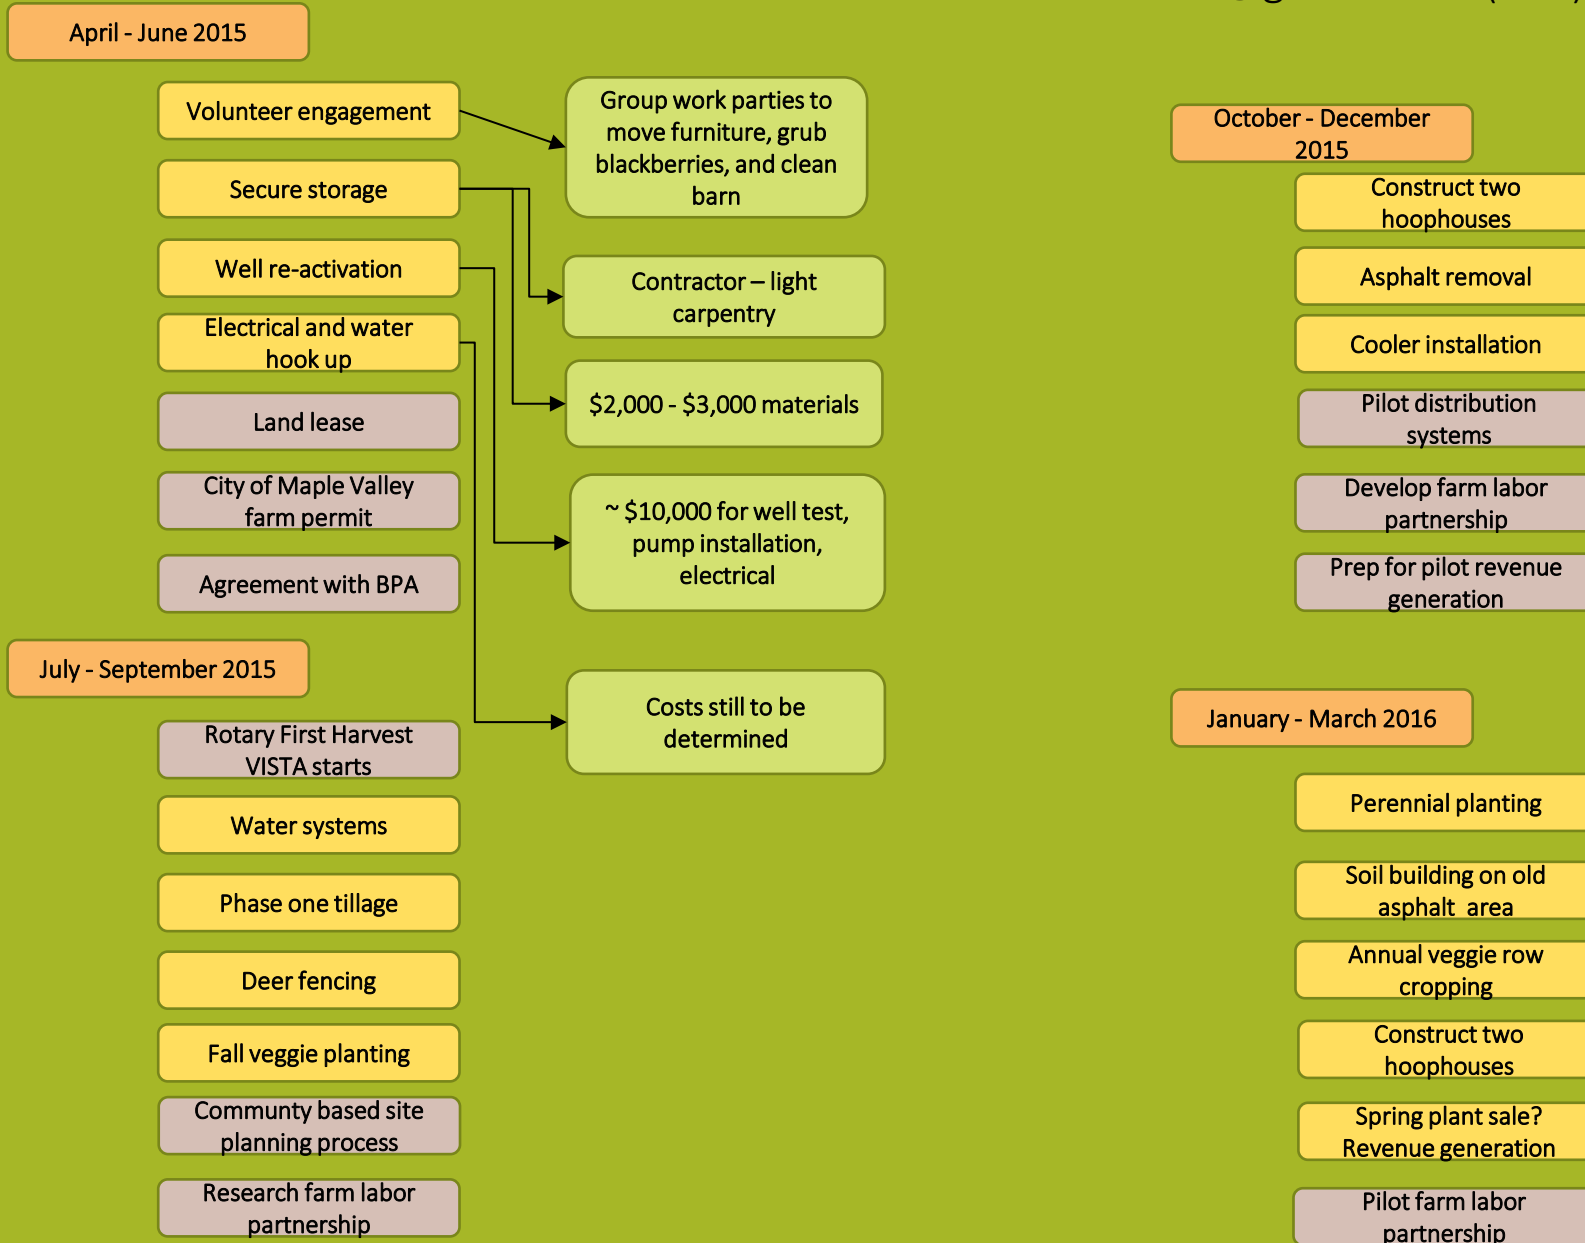 April - June 2015
Volunteer engagement
Secure storage
Well re-activation
Electrical and water
hook up
Land lease
City of Maple Valley
farm permit
Agreement with BPA
Group work parties to
move furniture, grub
blackberries, and clean
barn
Contractor – light
carpentry
$2,000 - $3,000 materials
~ $10,000 for well test,
pump installation,
electrical
Costs still to be
determined
July - September 2015
Rotary First Harvest
VISTA starts
Water systems
Phase one tillage
Deer fencing
Fall veggie planting
Communty based site
planning process
Research farm labor
partnership
October - December
2015
Construct two
hoophouses
Asphalt removal
Cooler installation
Pilot distribution
systems
Develop farm labor
partnership
Prep for pilot revenue
generation
January - March 2016
Perennial planting
Soil building on old
asphalt area
Annual veggie row
cropping
Construct two
hoophouses
Spring plant sale?
Revenue generation
Pilot farm labor
partnership